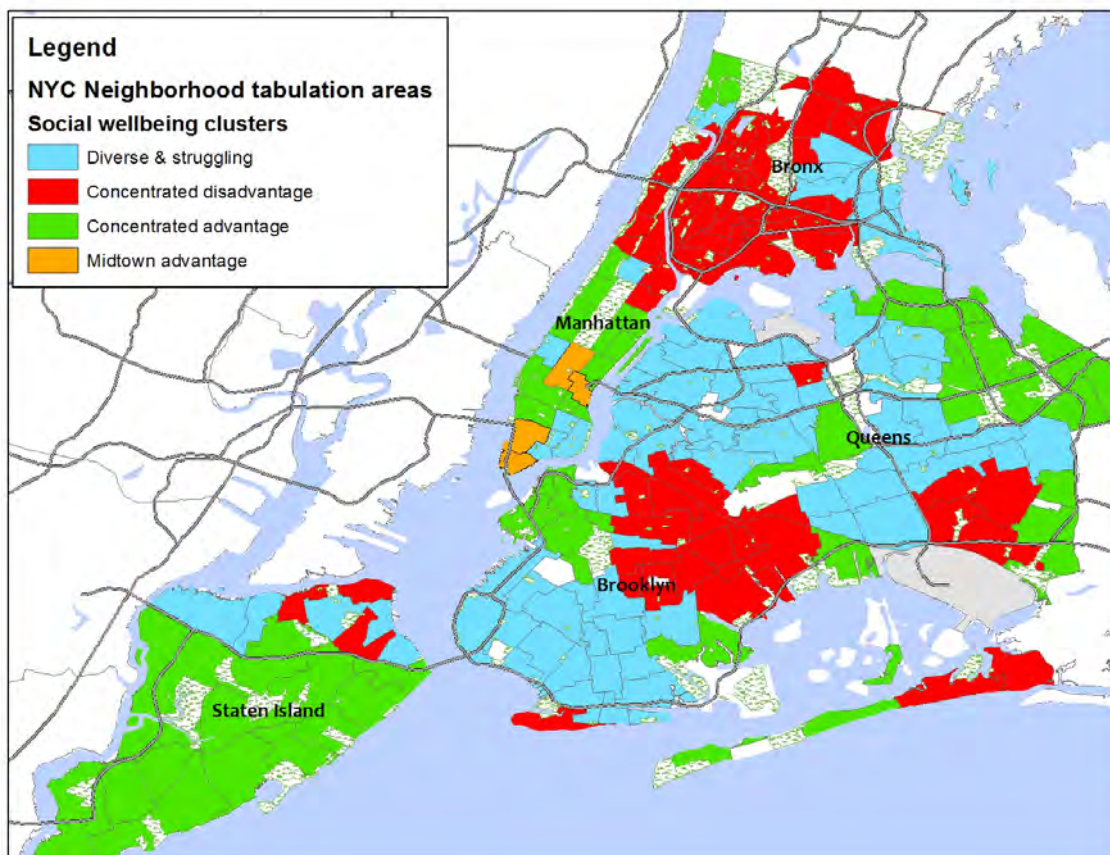 Legend
NYC Neighborhood tabulation areas
Social wellbeing clusters
Diverse & struggling
Concentrated disadvantage
Concentrated advantage
Midtown advantage
Bronx
Manhattan
Queens
Brooklyn
Staten Island